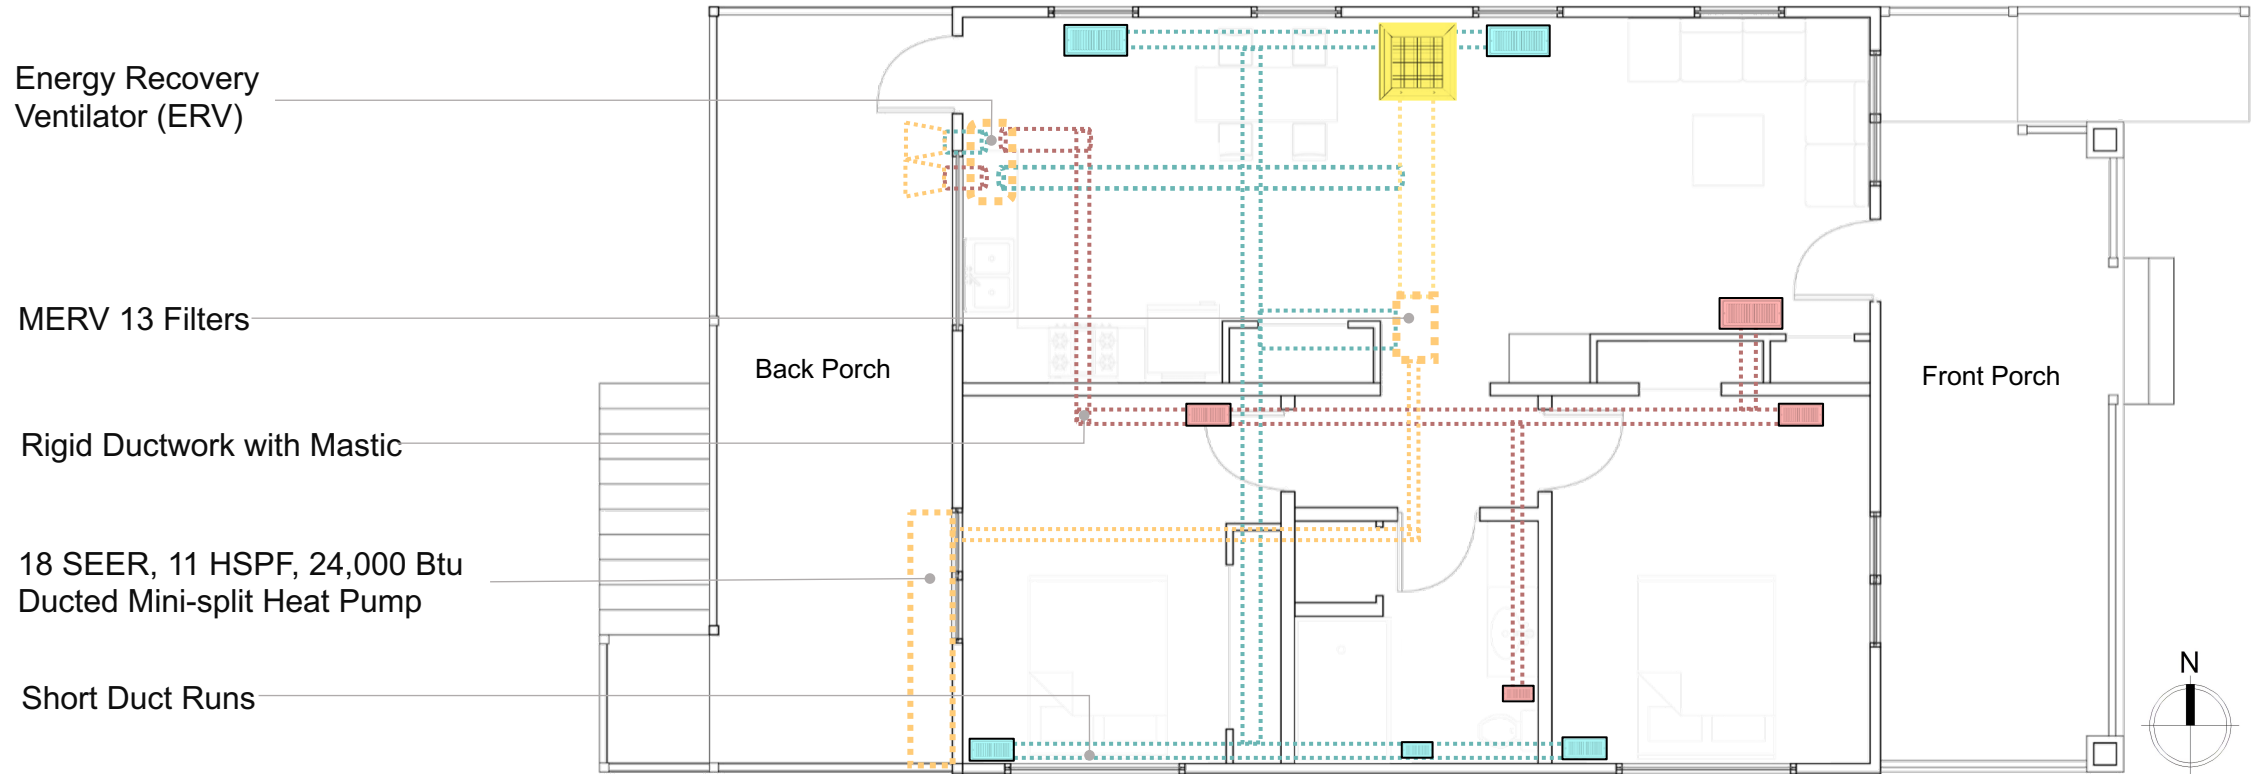 Energy Recovery
Ventilator (ERV)
MERV 13 Filters
Back Porch
Front Porch
Rigid Ductwork with Mastic
18 SEER, 11 HSPF, 24,000 Btu
Ducted Mini-split Heat Pump
Short Duct Runs
N